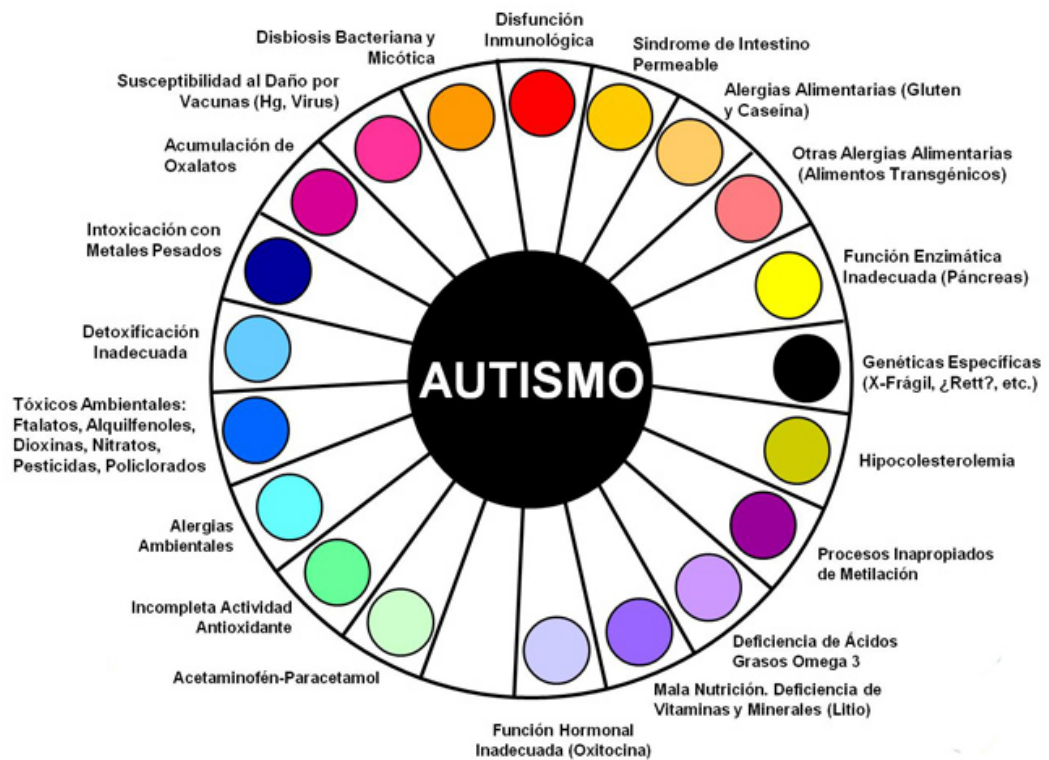 Disfunción
Inmunológica
Sindrome de Intestino
Permeable
Alergias Alimentarias (Gluten
y Caseína)
Otras Alergias Alimentarias
(Alimentos Transgénicos)
Función Enzimática
Inadecuada (Páncreas)
Genéticas Específicas
(X-Frágil, ¿Rett?, etc.)
Hipocolesterolemia
Procesos Inapropiados
de Metilación
Deficiencia de Ácidos
Grasos Omega 3
Mala Nutrición. Deficiencia de
Vitaminas y Minerales (Litio)
Función Hormonal
Inadecuada (Oxitocina)
Acetaminofén-Paracetamol
Incompleta Actividad
Antioxidante
Alergias
Ambientales
Tóxicos Ambientales:
Ftalatos, Alquilfenoles,
Dioxinas, Nitratos,
Pesticidas, Policlorados
Detoxificación
Inadecuada
Intoxicación con
Metales Pesados
Acumulación de
Oxalatos
Susceptibilidad al Daño por
Vacunas (Hg, Virus)
Disbiosis Bacteriana y
Micótica
AUTISMO